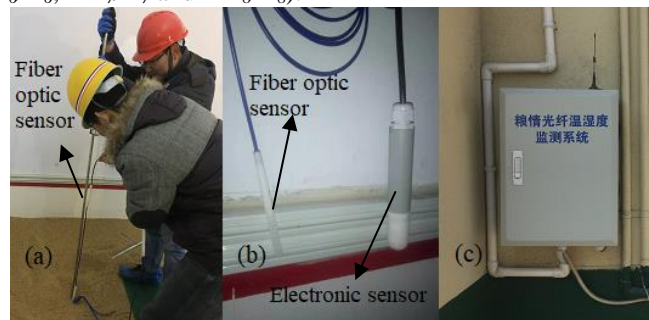 Fiber
optic
sensor
(a)
Fiber optic
sensor
(b)
Electronic sensor
粮情光纤温湿度
监测系统
(c)